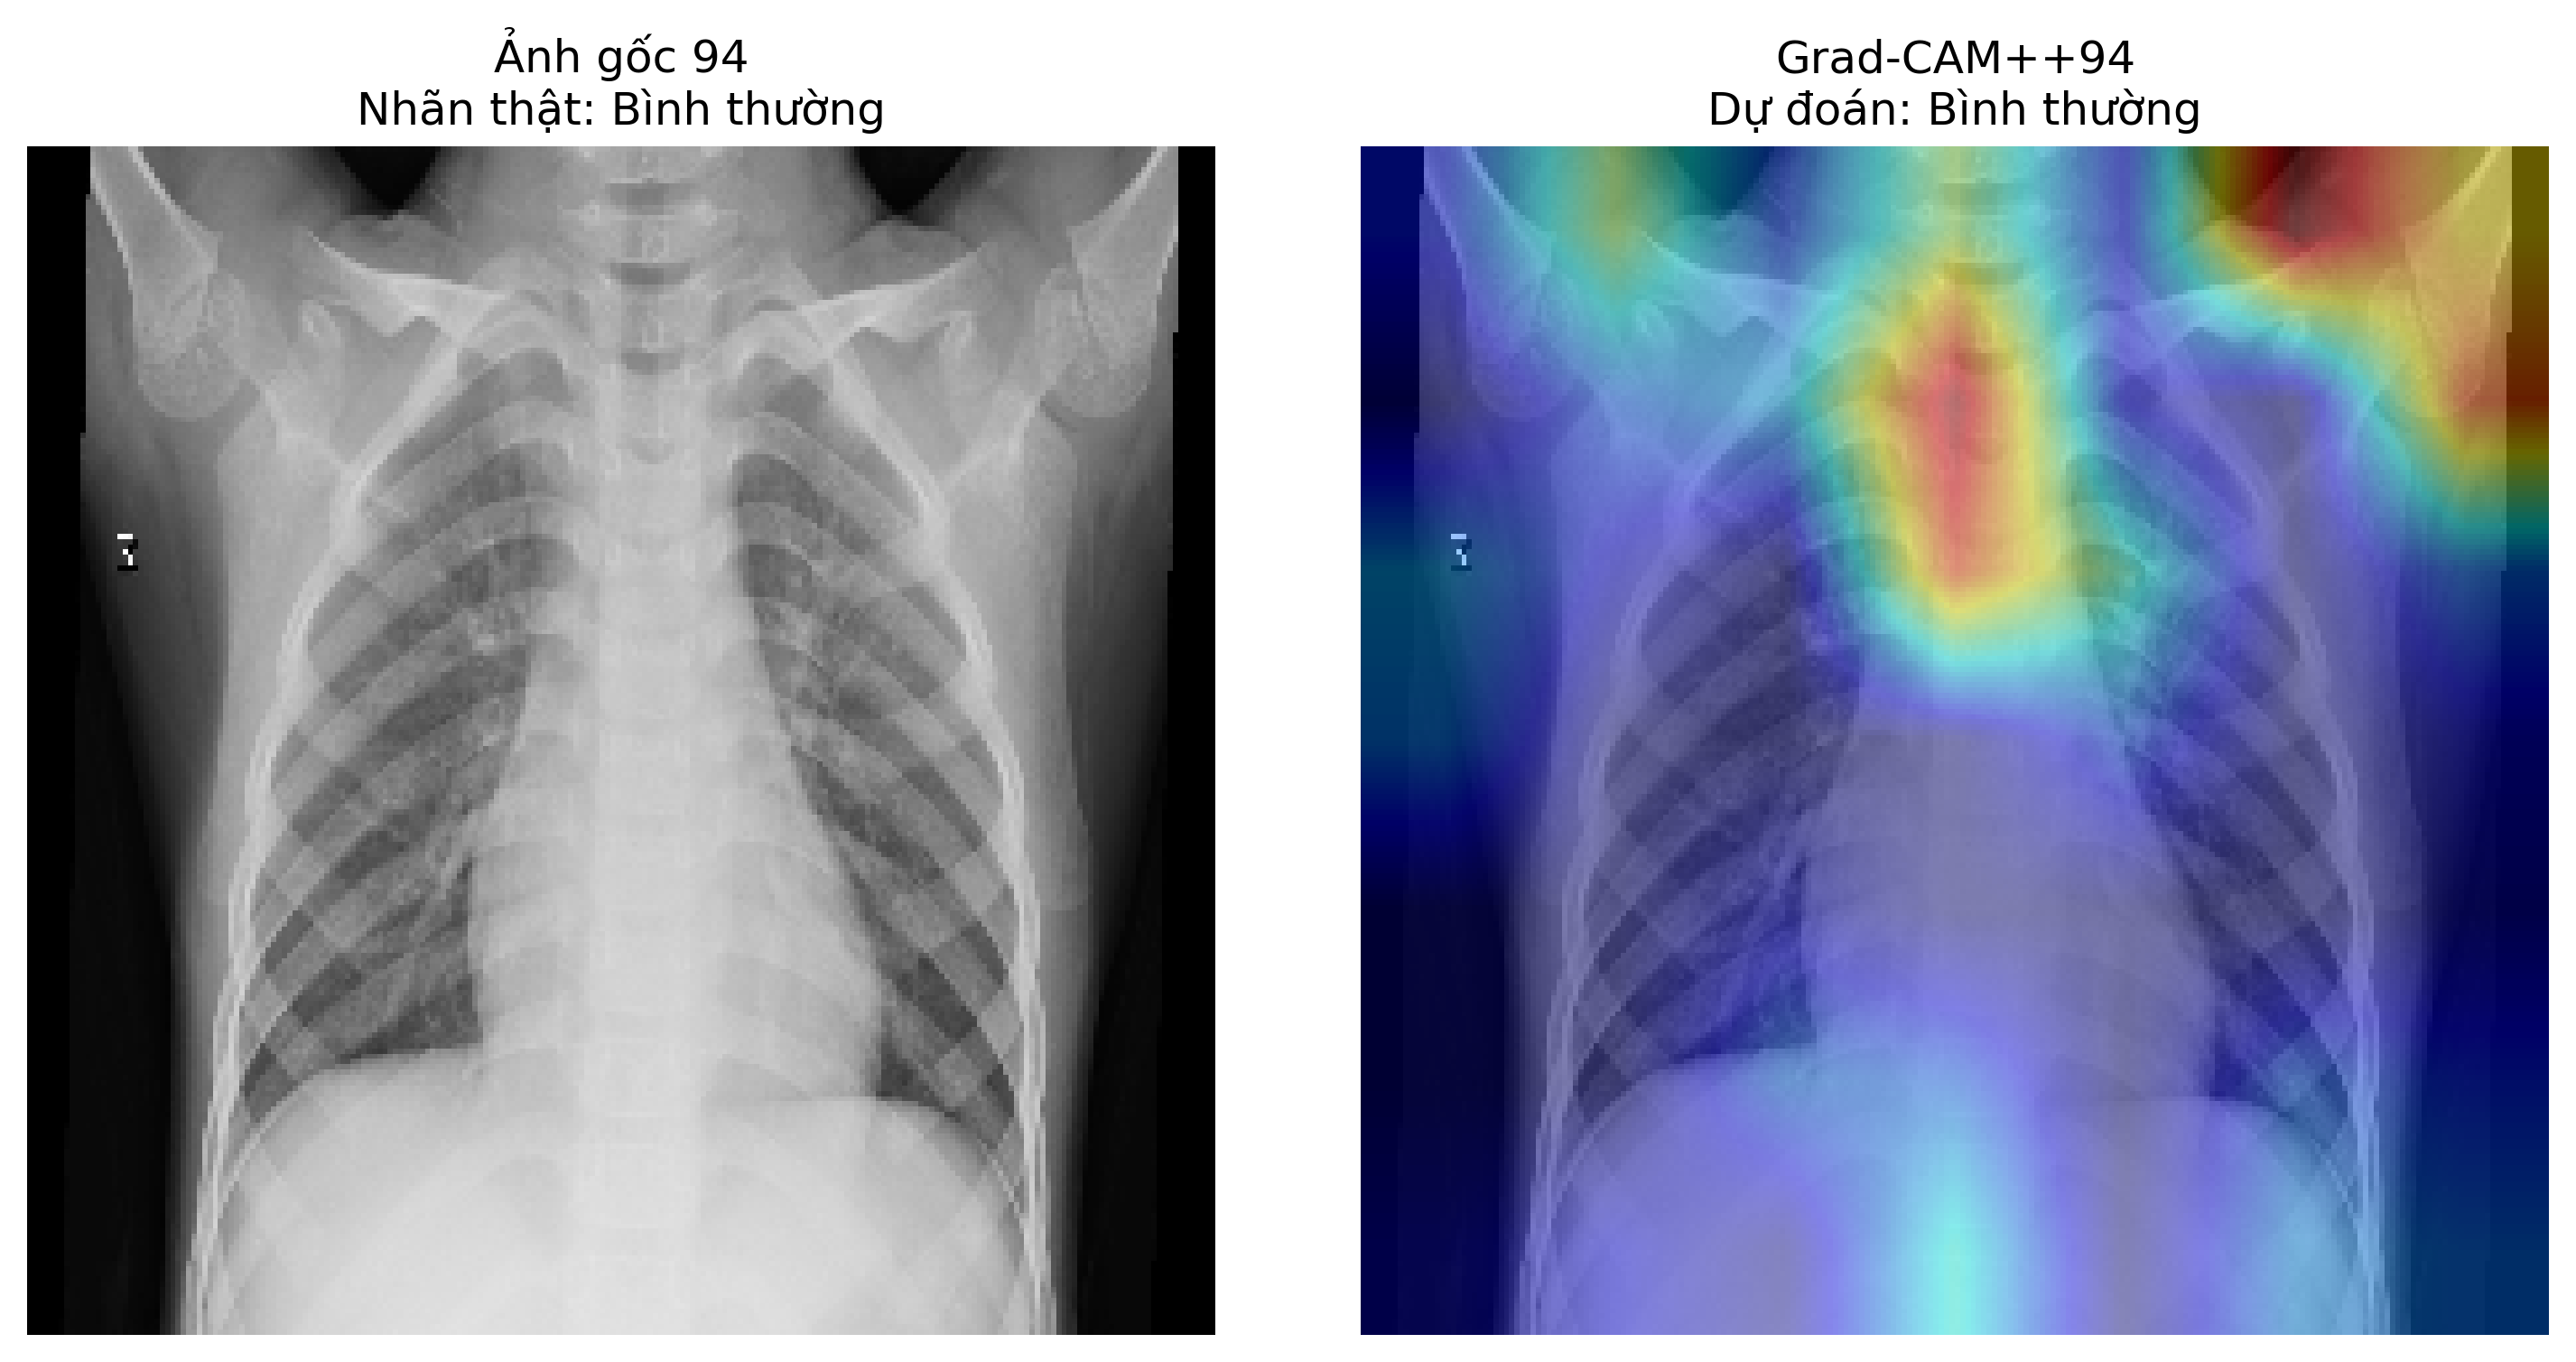 Ảnh gốc 94
Nhãn thật: Bình thường
Grad-CAM++94
Dự đoán: Bình thường